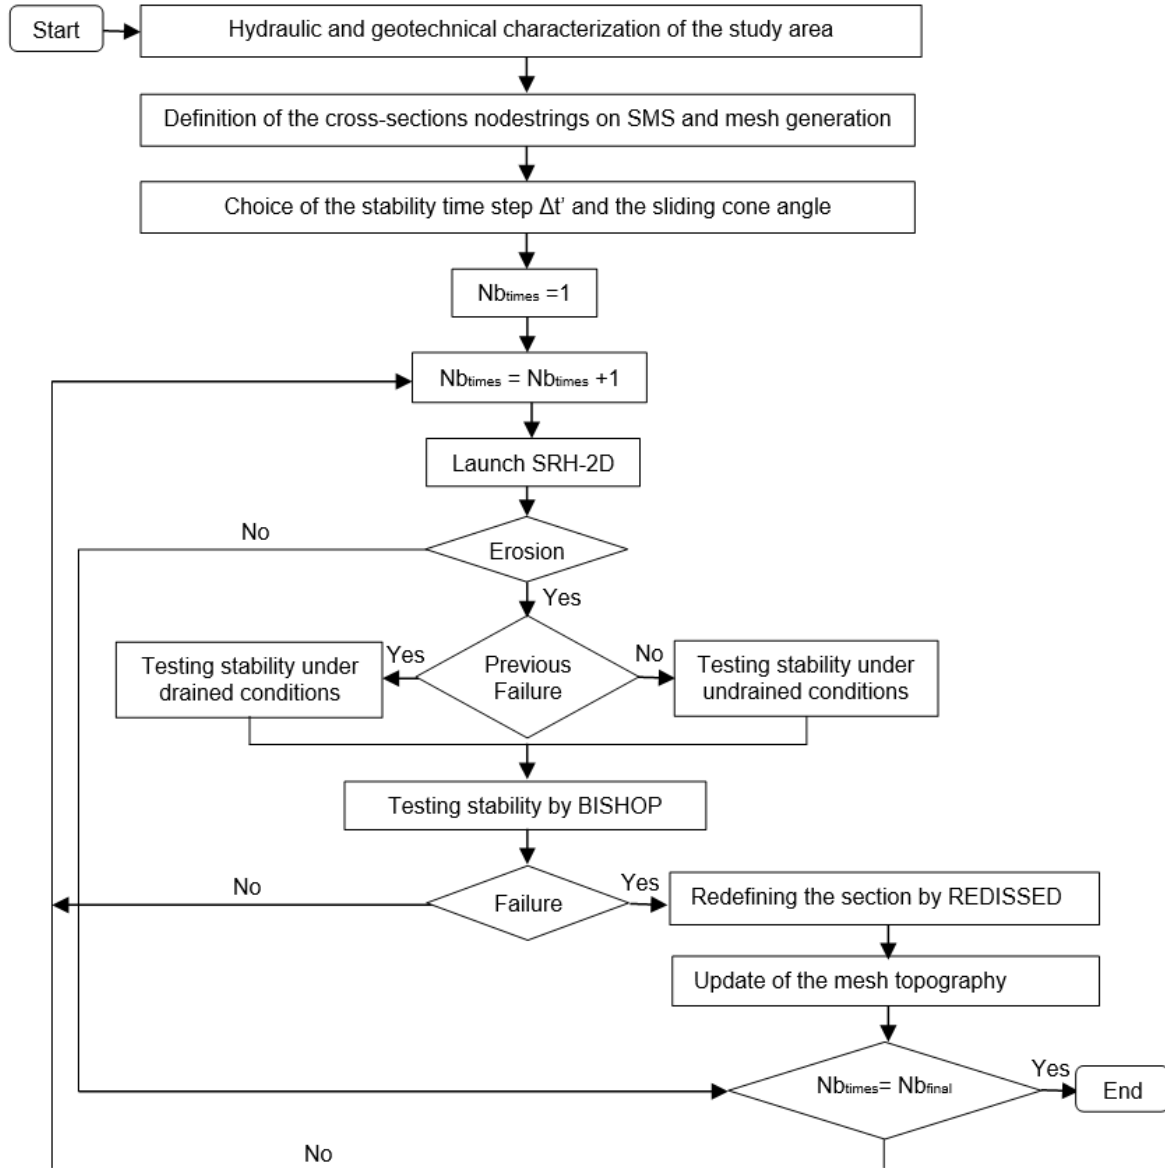 Start
Hydraulic and geotechnical characterization of the study area
Definition of the cross-sections nodestrings on SMS and mesh generation
Choice of the stability time step Δt’ and the sliding cone angle
Nbtimes =1
Nbtimes = Nbtimes +1
Launch SRH-2D
No
Erosion
Yes
Testing stability under
drained conditions
Yes
Previous
Failure
No
Testing stability under
undrained conditions
Testing stability by BISHOP
No
Failure
Yes
Redefining the section by REDISSED
Update of the mesh topography
Nbtimes= Nbfinal
Yes
End
No